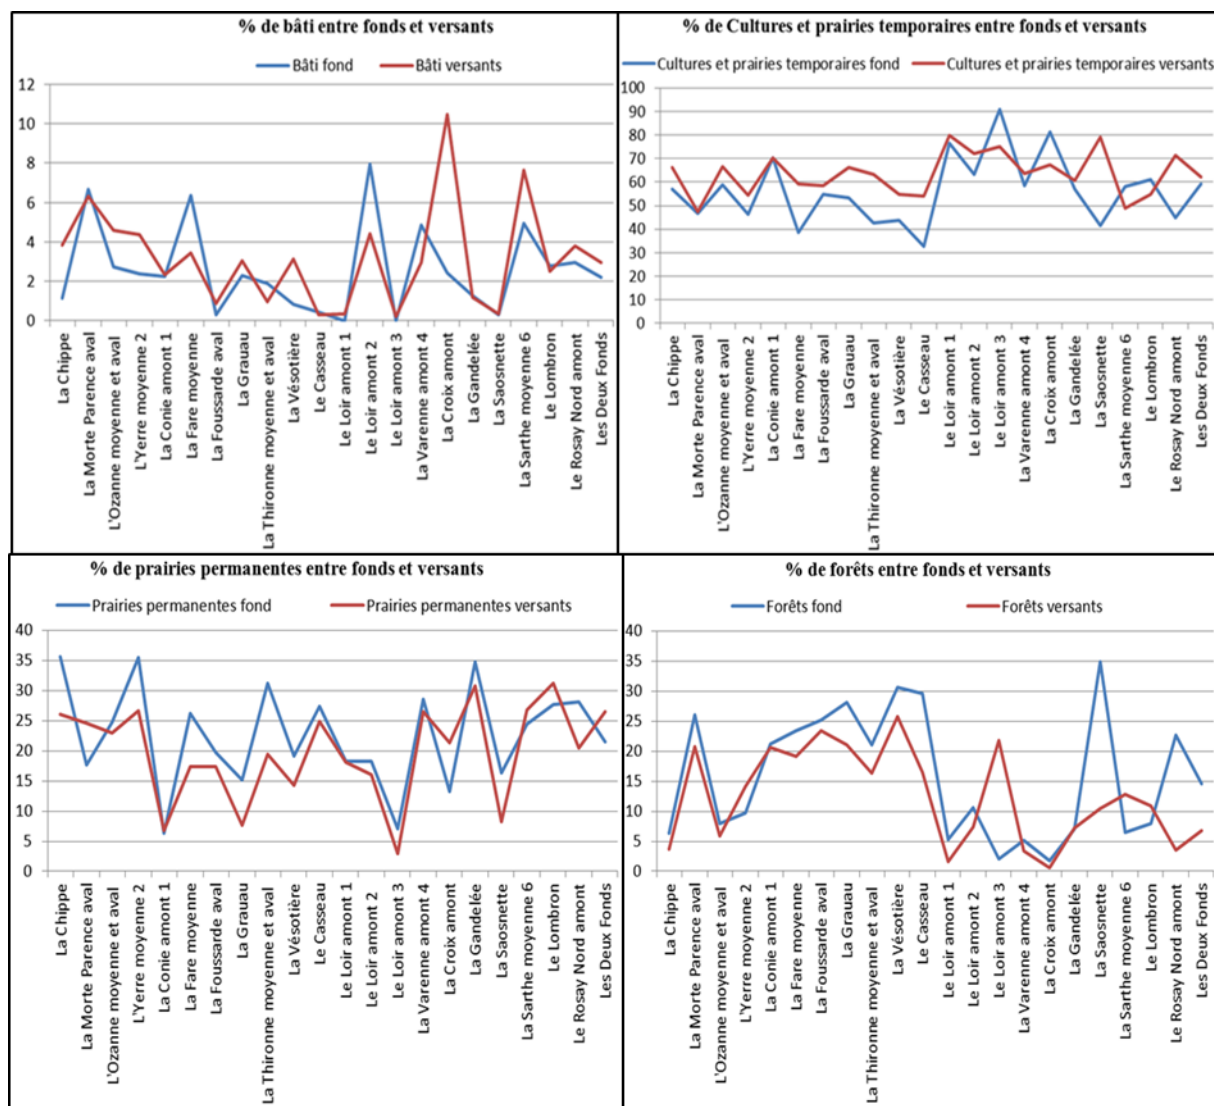 % de bâti entre fonds et versants
Bâti fond
Bâti versants
12
10
8
6
4
2
0
La Chippe
La Morte Parence aval
L'Ozanne moyenne et aval
L'Yerre moyenne 2
La Conie amont 1
La Fare moyenne
La Foussarde aval
La Grauau
La Thironne moyenne et aval
La Vésotière
Le Casseau
Le Loir amont 1
Le Loir amont 2
Le Loir amont 3
La Varenne amont 4
La Croix amont
La Gandelée
La Saosnette
La Sarthe moyenne 6
Le Lombron
Le Rosay Nord amont
Les Deux Fonds
% de Cultures et prairies temporaires entre fonds et versants
Cultures et prairies temporaires fond
Cultures et prairies temporaires versants
100
90
80
70
60
50
40
30
20
10
0
La Chippe
La Morte Parence aval
L'Ozanne moyenne et aval
L'Yerre moyenne 2
La Conie amont 1
La Fare moyenne
La Foussarde aval
La Grauau
La Thironne moyenne et aval
La Vésotière
Le Casseau
Le Loir amont 1
Le Loir amont 2
Le Loir amont 3
La Varenne amont 4
La Croix amont
La Gandelée
La Saosnette
La Sarthe moyenne 6
Le Lombron
Le Rosay Nord amont
Les Deux Fonds
% de prairies permanentes entre fonds et versants
Prairies permanentes fond
Prairies permanentes versants
40
35
30
25
20
15
10
5
0
La Chippe
La Morte Parence aval
L'Ozanne moyenne et aval
L'Yerre moyenne 2
La Conie amont 1
La Fare moyenne
La Foussarde aval
La Grauau
La Thironne moyenne et aval
La Vésotière
Le Casseau
Le Loir amont 1
Le Loir amont 2
Le Loir amont 3
La Varenne amont 4
La Croix amont
La Gandelée
La Saosnette
La Sarthe moyenne 6
Le Lombron
Le Rosay Nord amont
Les Deux Fonds
% de forêts entre fonds et versants
Forêts fond
Forêts versants
40
35
30
25
20
15
10
5
0
La Chippe
La Morte Parence aval
L'Ozanne moyenne et aval
L'Yerre moyenne 2
La Conie amont 1
La Fare moyenne
La Foussarde aval
La Grauau
La Thironne moyenne et aval
La Vésotière
Le Casseau
Le Loir amont 1
Le Loir amont 2
Le Loir amont 3
La Varenne amont 4
La Croix amont
La Gandelée
La Saosnette
La Sarthe moyenne 6
Le Lombron
Le Rosay Nord amont
Les Deux Fonds